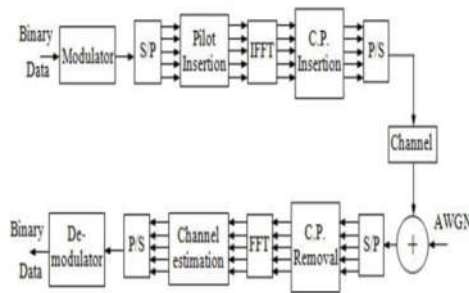 Binary
Data
Modulator
S/P
Pilot
Insertion
IFFT
C.P.
Insertion
P/S
Channel
AWGN
+
S/P
C.P.
Removal
FFT
Channel
estimation
P/S
De-
modulator
Binary
Data